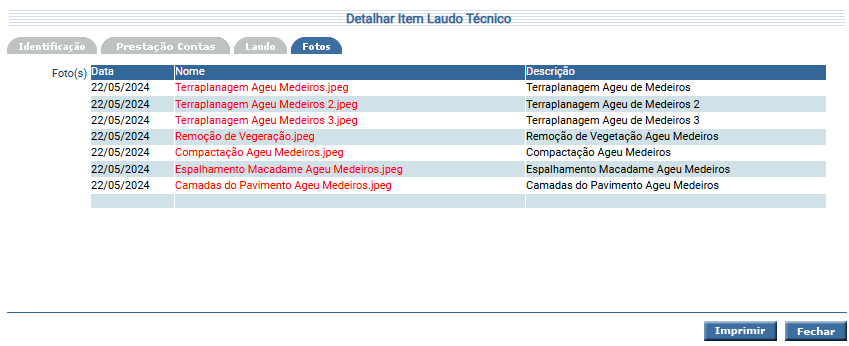 Detalhar Item Laudo Técnico
Identificação Prestação Contas Laudo Fotos
Foto(s) Data Nome Descrição
22/05/2024 Terraplanagem Ageu Medeiros.jpeg Terraplanagem Ageu de Medeiros
22/05/2024 Terraplanagem Ageu Medeiros 2.jpeg Terraplanagem Ageu de Medeiros 2
22/05/2024 Terraplanagem Ageu Medeiros 3.jpeg Terraplanagem Ageu de Medeiros 3
22/05/2024 Remoção de Vegeração.jpeg Remoção de Vegetação Ageu Medeiros
22/05/2024 Compactação Ageu Medeiros.jpeg Compactação Ageu Medeiros
22/05/2024 Espalhamento Macadame Ageu Medeiros.jpeg Espalhamento Macadame Ageu Medeiros
22/05/2024 Camadas do Pavimento Ageu Medeiros.jpeg Camadas do Pavimento Ageu Medeiros
Imprimir Fechar